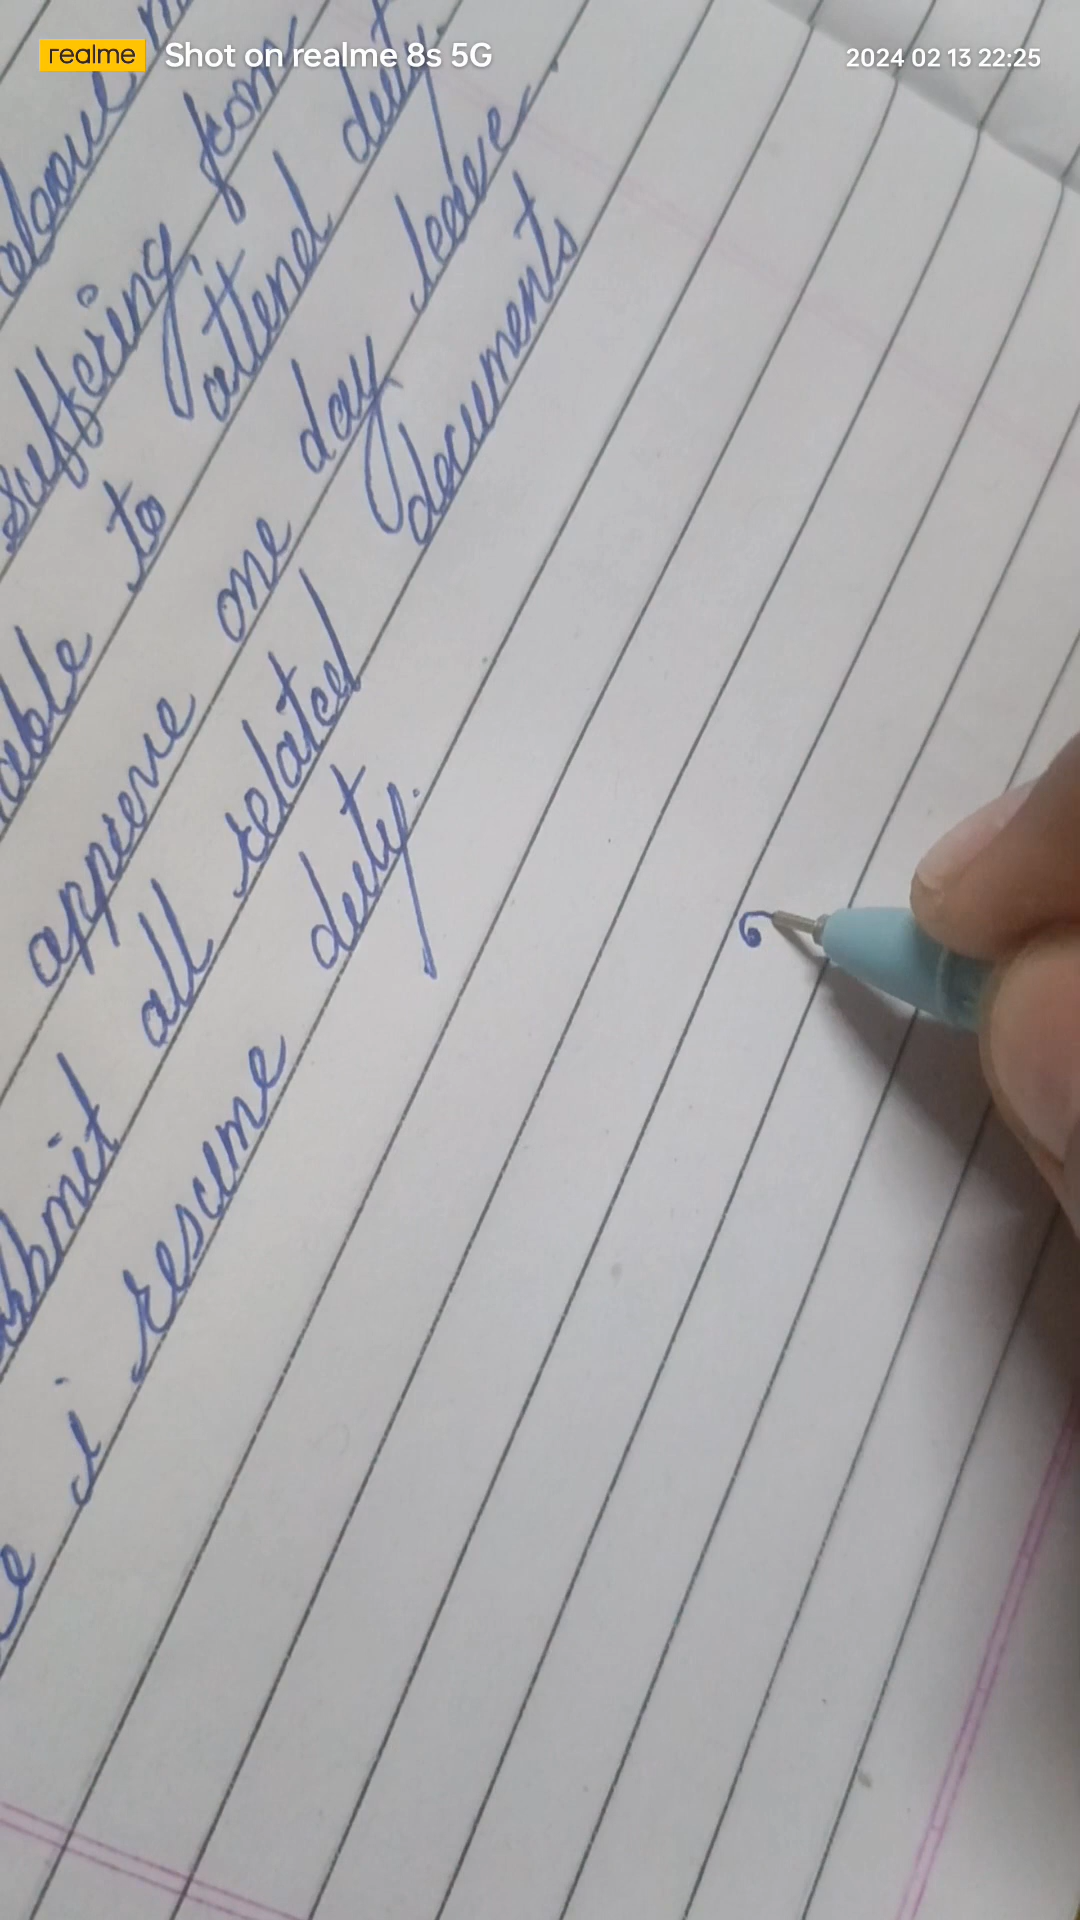 realme Shot on realme 8s 5G
2024 02 13 22:25
suffering from
able to attend duty.
approve one day leave.
all related documents
i resume duty.